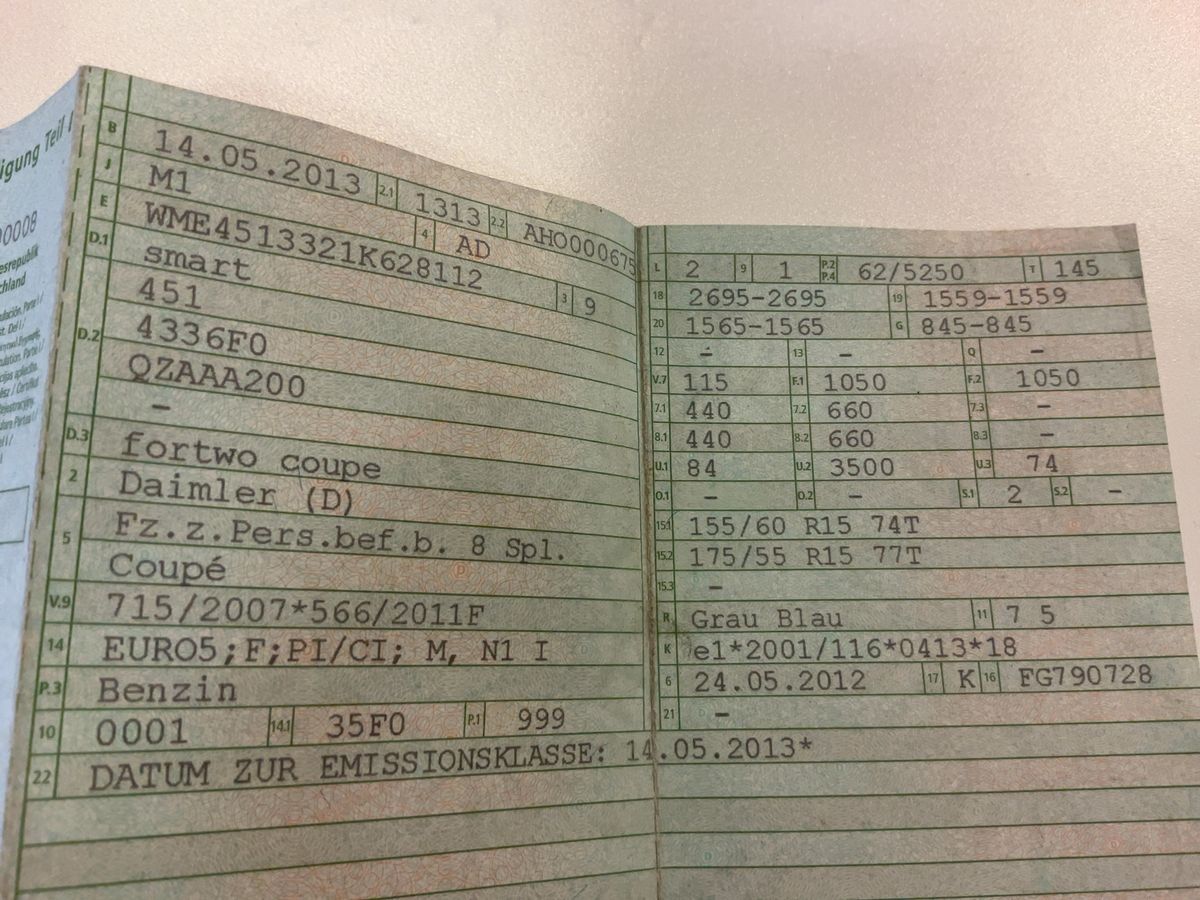 igung Teil I
00008
esrepublik
chland
B 14.05.2013 2.1 1313 2.2 AHO000675
J M1 4 AD
E WME4513321K628112 3 9
D.1 smart
451
D.2 4336F0
QZAAA200
–
D.3 fortwo coupe
2 Daimler (D)
5 Fz.z.Pers.bef.b. 8 Spl.
Coupé
V.9 715/2007*566/2011F
14 EURO5;F;PI/CI; M, N1 I
P.3 Benzin
10 0001 14.1 35F0 P.1 999
22 DATUM ZUR EMISSIONSKLASSE: 14.05.2013*
L 2 9 1 P.2 P.4 62/5250 T 145
18 2695-2695 19 1559-1559
20 1565-1565 G 845-845
12 – 13 – Q –
V.7 115 F.1 1050 F.2 1050
7.1 440 7.2 660 7.3 –
8.1 440 8.2 660 8.3 –
U.1 84 U.2 3500 U.3 74
O.1 – O.2 – S.1 2 S.2 –
15.1 155/60 R15 74T
15.2 175/55 R15 77T
15.3 –
R Grau Blau 11 7 5
K e1*2001/116*0413*18
6 24.05.2012 17 K 16 FG790728
21 –